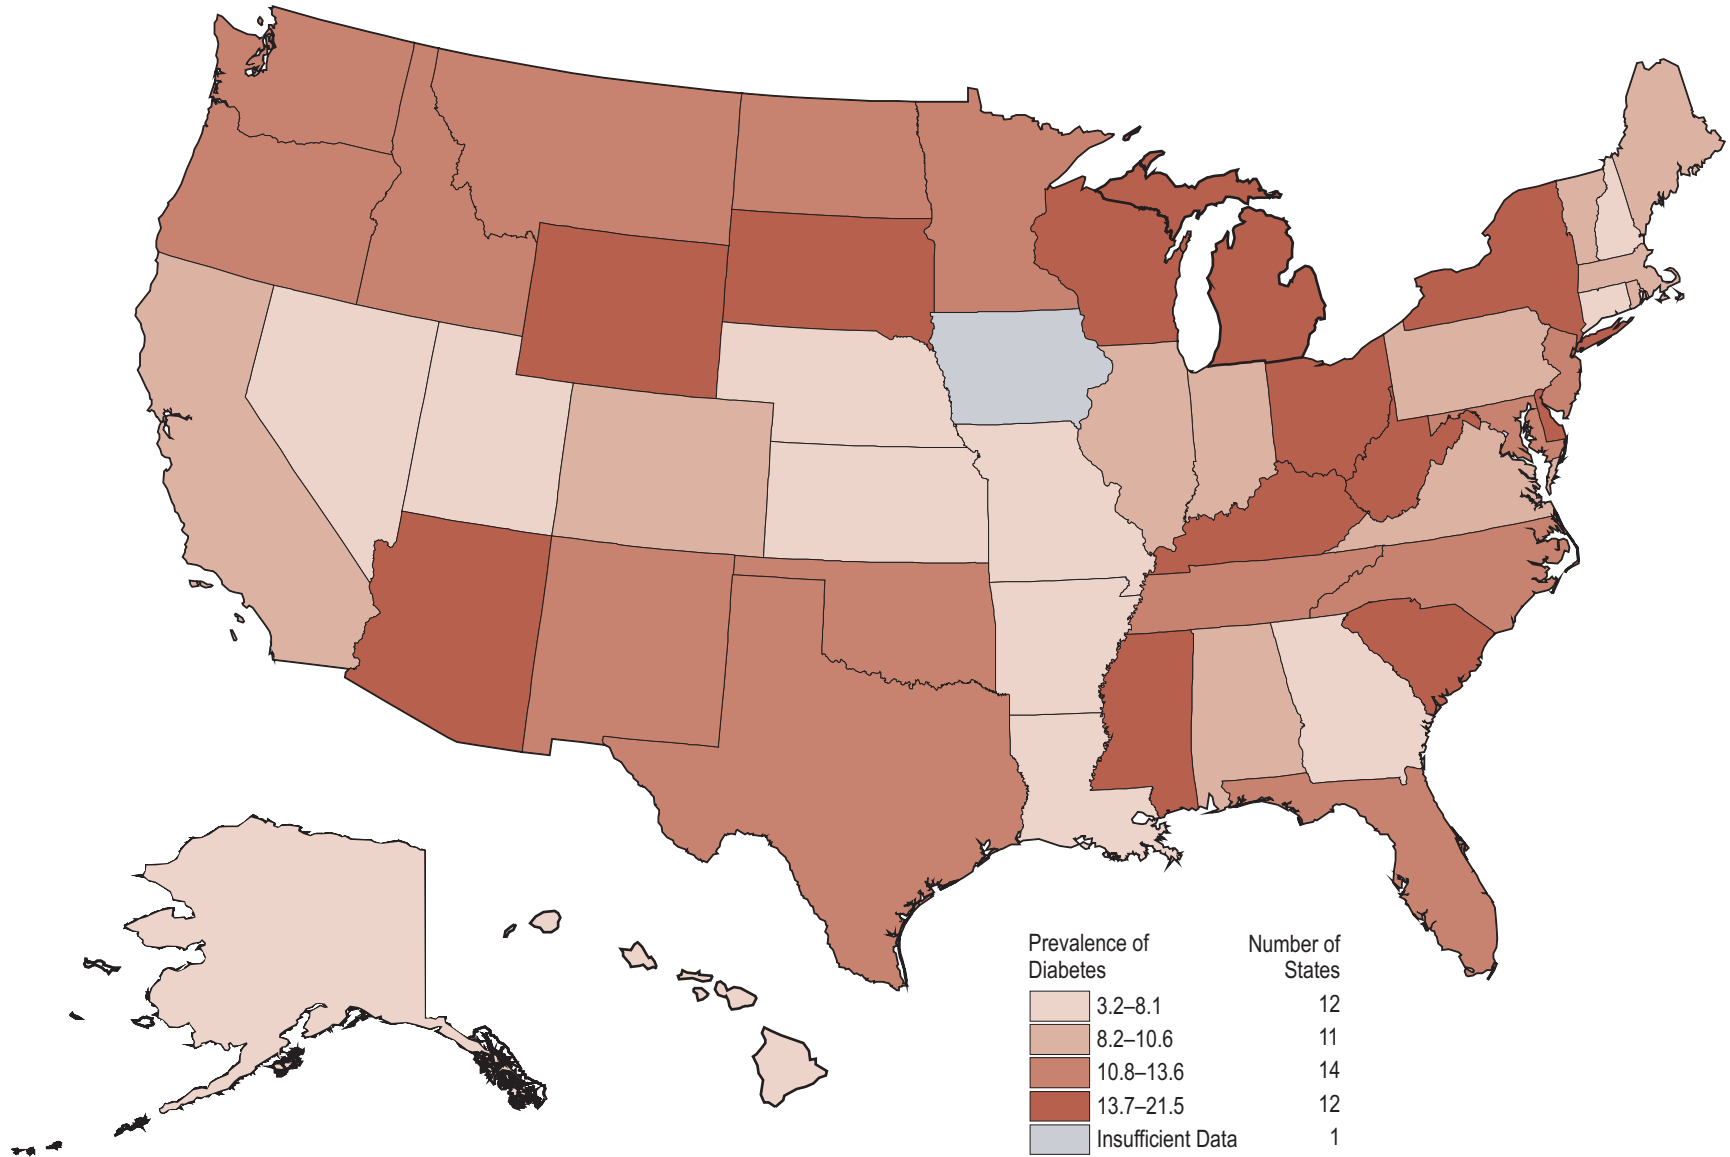 Prevalence of Diabetes Number of States
3.2–8.1 12
8.2–10.6 11
10.8–13.6 14
13.7–21.5 12
Insufficient Data 1